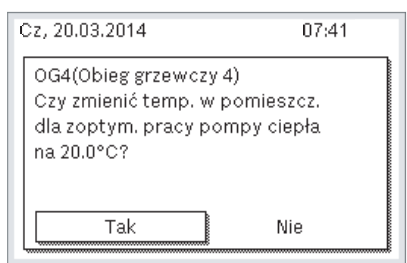 Cz, 20.03.2014 07:41
OG4(Obieg grzewczy 4)
Czy zmienić temp. w pomieszcz.
dla zoptym. pracy pompy ciepła
na 20.0°C?
Tak Nie